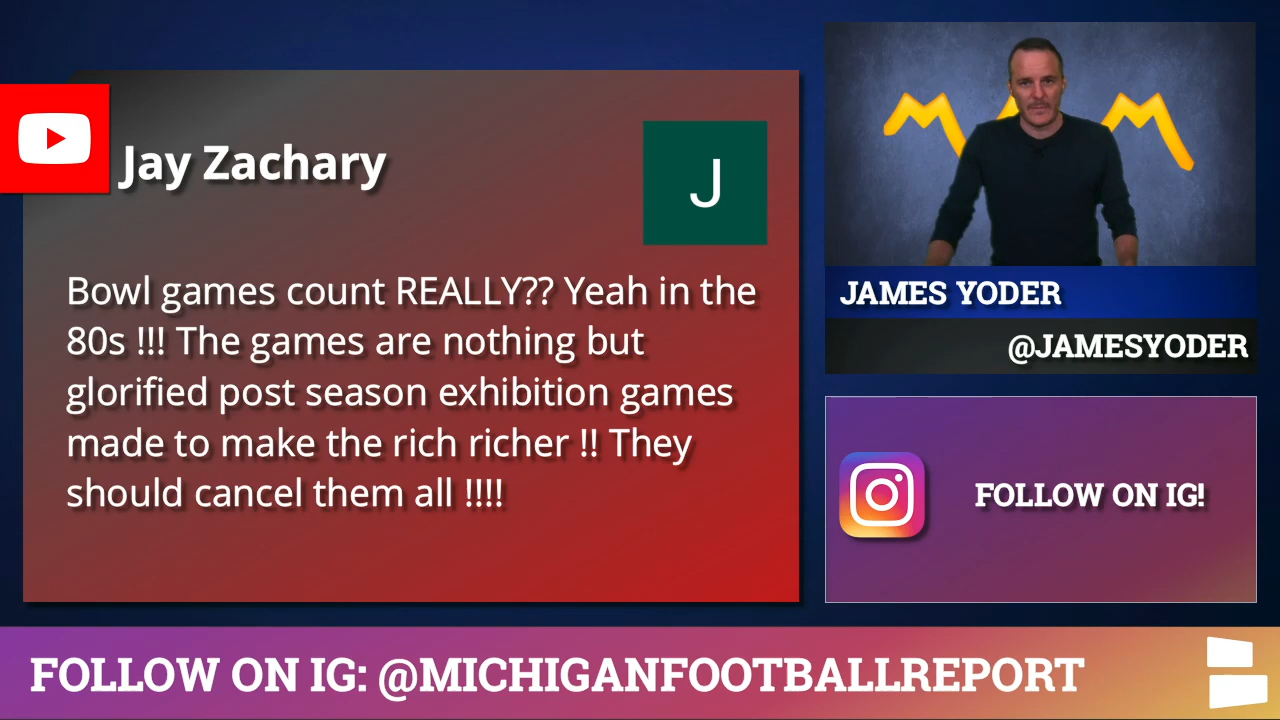 Jay Zachary
J
Bowl games count REALLY?? Yeah in the
80s !!! The games are nothing but
glorified post season exhibition games
made to make the rich richer !! They
should cancel them all !!!!
JAMES YODER
@JAMESYODER
FOLLOW ON IG!
FOLLOW ON IG: @MICHIGANFOOTBALLREPORT